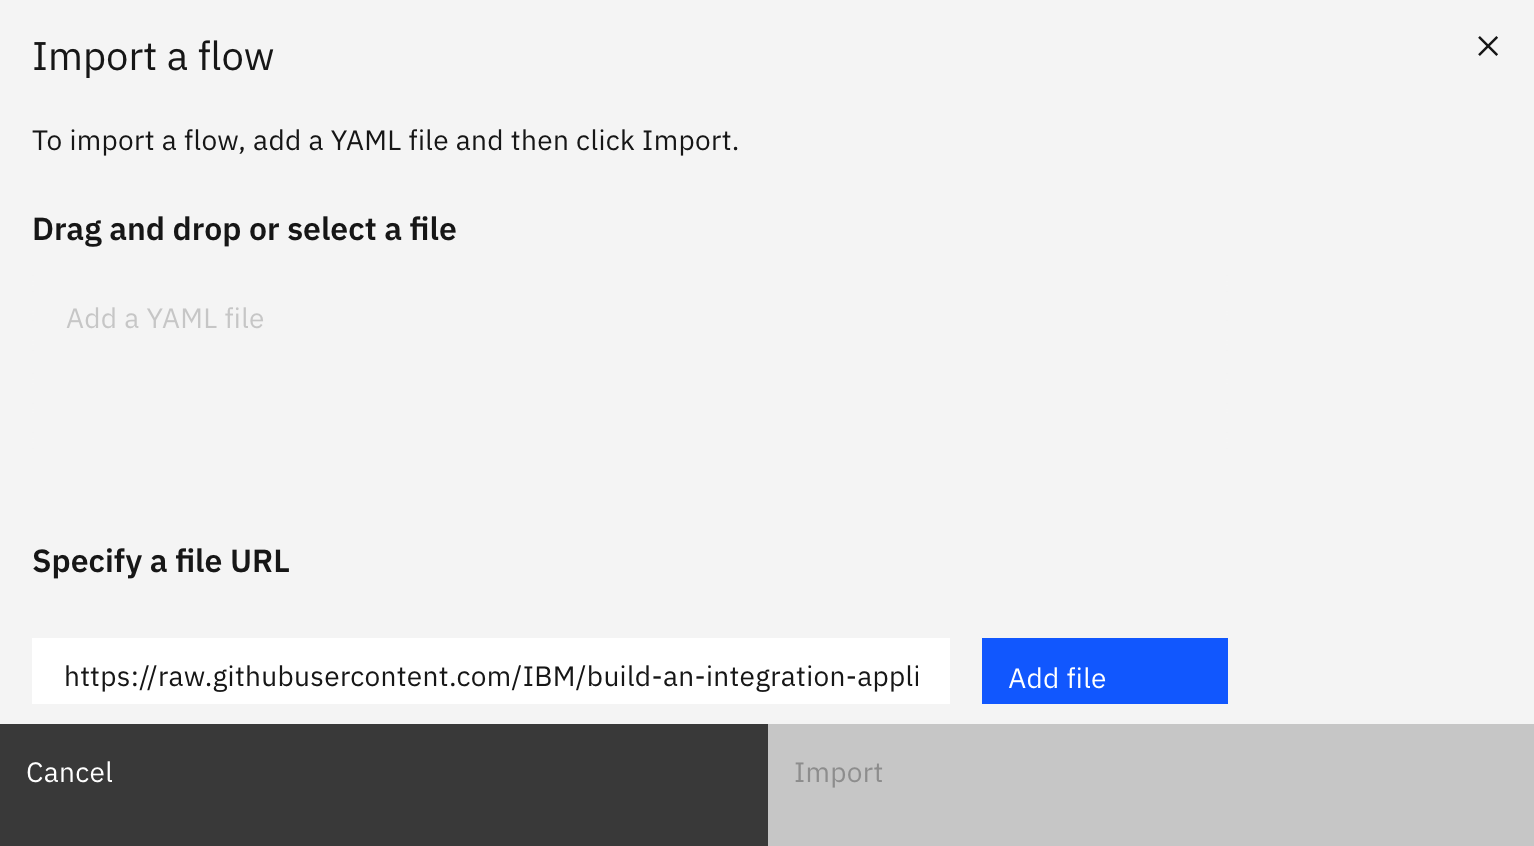 Import a flow
To import a flow, add a YAML file and then click Import.
Drag and drop or select a file
Add a YAML file
Specify a file URL
https://raw.githubusercontent.com/IBM/build-an-integration-appli
Add file
Cancel
Import